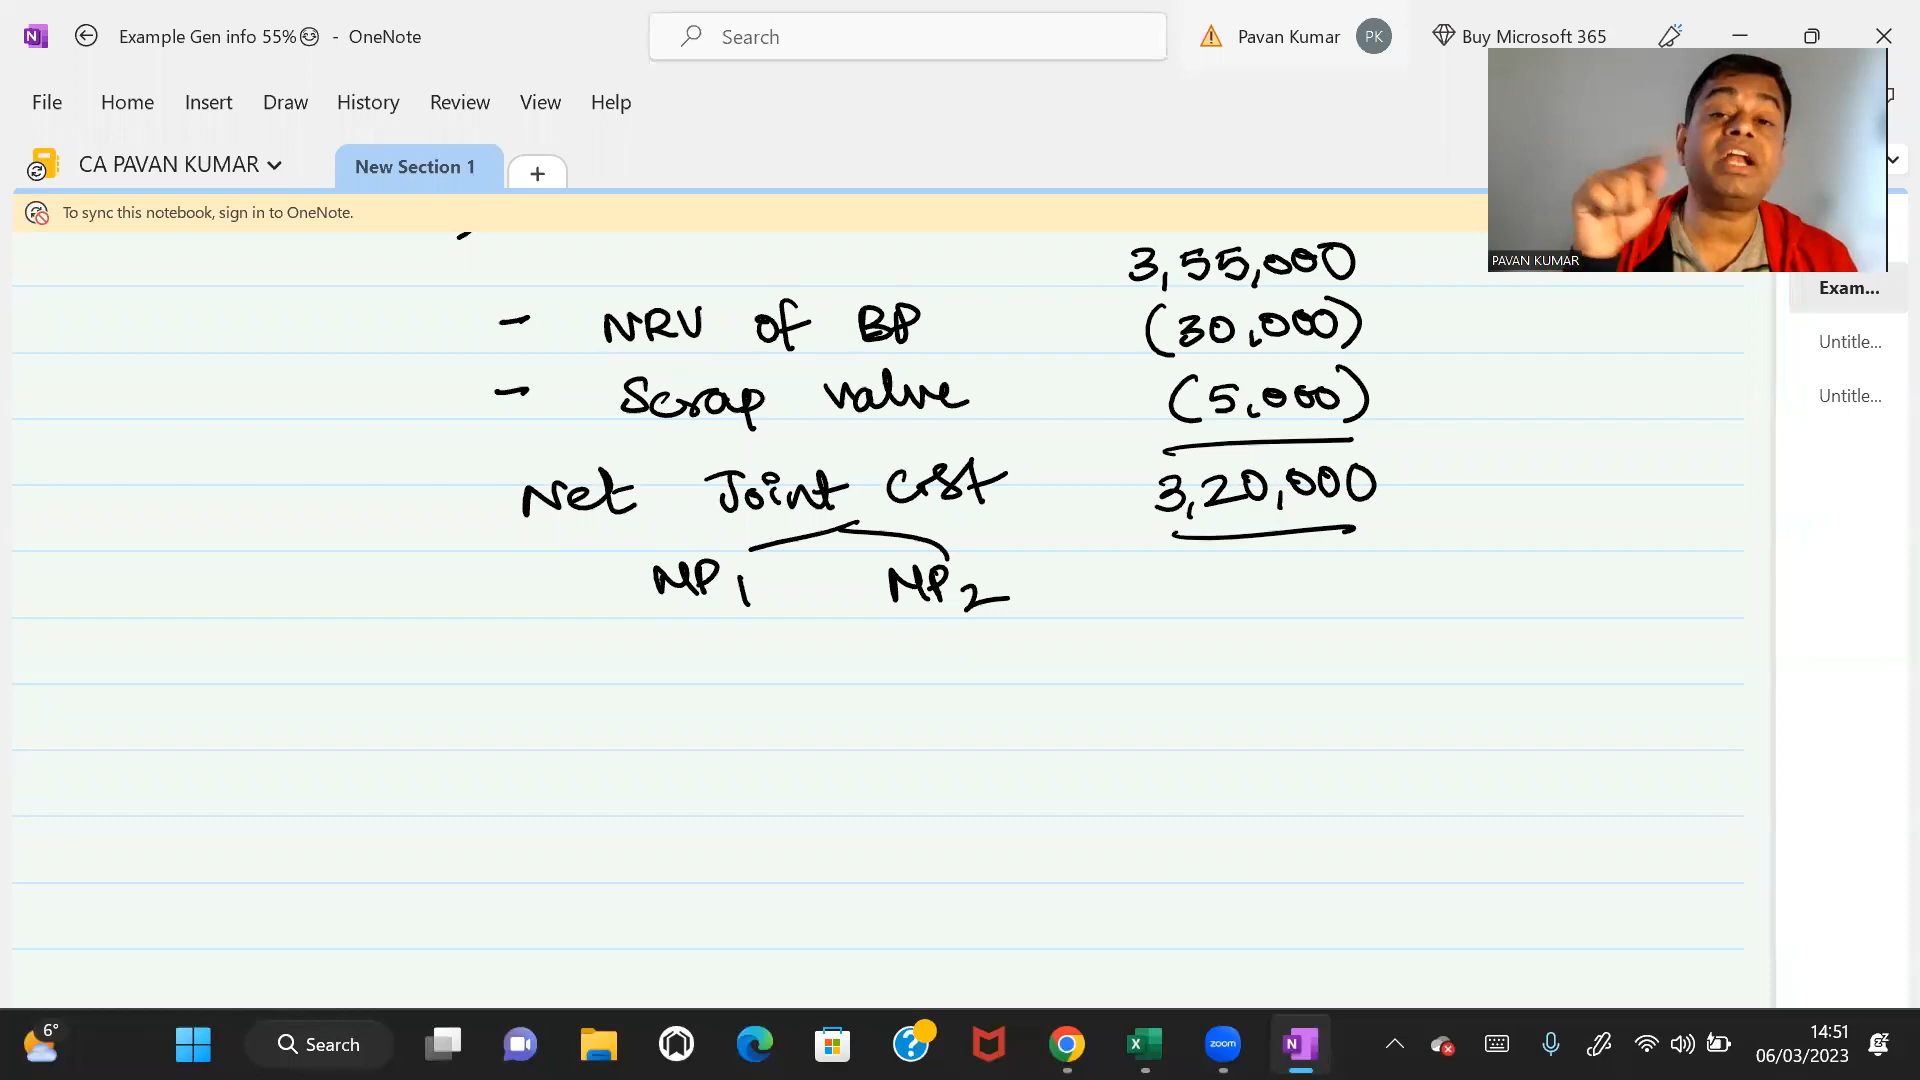 Example Gen info 55%😊 - OneNote
Search
Pavan Kumar
PK
Buy Microsoft 365
File Home Insert Draw History Review View Help
CA PAVAN KUMAR
New Section 1
+
To sync this notebook, sign in to OneNote.
PAVAN KUMAR
Exam...
Untitle...
Untitle...
3,55,000
- NRV of BP (30,000)
- Scrap value (5,000)
Net Joint Cost 3,20,000
MP1 MP2
6°
Search
zoom
14:51
06/03/2023